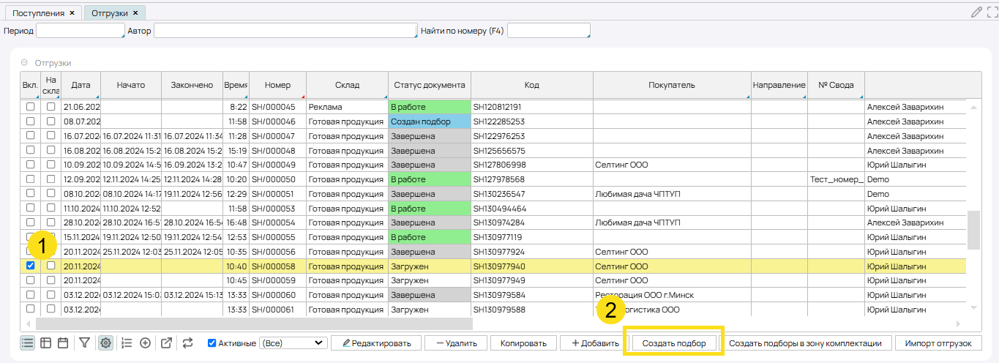 Поступления × Отгрузки ×
Период Автор Найти по номеру (F4)
Отгрузки
Вкл. На скла Дата Начато Закончено Время Номер Склад Статус документа Код Покупатель Направление № Свода
21.06.202 8:22 SH/000045 Реклама В работе SH120812191 Алексей Заварихин
08.07.202 11:58 SH/000046 Готовая продукция Создан подбор SH122285253 Алексей Заварихин
16.07.2024 16.07.2024 11:31 16.07.2024 11:34 11:28 SH/000047 Готовая продукция Завершена SH122976253 Алексей Заварихин
16.08.202 16.08.2024 15:2 16.08.2024 15:2 15:19 SH/000048 Готовая продукция Завершена SH125656575 Алексей Заварихин
10.09.202 10.09.2024 14:5 16.09.2024 13:2 10:47 SH/000049 Готовая продукция Завершена SH127806998 Селтинг ООО Юрий Шалыгин
12.09.202 12.11.2024 14:25 12.11.2024 14:28 10:20 SH/000050 Готовая продукция В работе SH127978568 Тест_номер_ Demo
08.10.202 08.10.2024 14:17 19.11.2024 12:56 12:29 SH/000051 Готовая продукция Завершена SH130236547 Любимая дача ЧПТУП Demo
11.10.2024 11.10.2024 12:52 11:58 SH/000053 Готовая продукция В работе SH130494464 Юрий Шалыгин
28.10.202 28.10.2024 16:5 28.10.2024 16:54 16:48 SH/000054 Готовая продукция Завершена SH130974284 Любимая дача ЧПТУП Алексей Заварихин
15.11.2024 19.11.2024 12:50 19.11.2024 12:54 12:53 SH/000055 Готовая продукция В работе SH130977119 Юрий Шалыгин
1
20.11.2024 25.11.2024 12:03 25.11.2024 12:05 10:35 SH/000056 Готовая продукция Завершена SH130977924 Селтинг ООО Юрий Шалыгин
20.11.2024 10:40 SH/000058 Готовая продукция Загружен SH130977940 Селтинг ООО Юрий Шалыгин
20.11.2024 10:45 SH/000059 Готовая продукция Загружен SH130977949 Селтинг ООО Юрий Шалыгин
03.12.2024 03.12.2024 15:03 03.12.2024 15:13 13:33 SH/000060 Готовая продукция Завершена SH130979584 Ресторация ООО г.Минск Юрий Шалыгин
03.12.2024 13:33 SH/000061 Готовая продукция Загружен SH130979588 ООО Юрий Шалыгин
2
Активные (Все) Редактировать Удалить Копировать Добавить Создать подбор Создать подборы в зону комплектации Импорт отгрузок